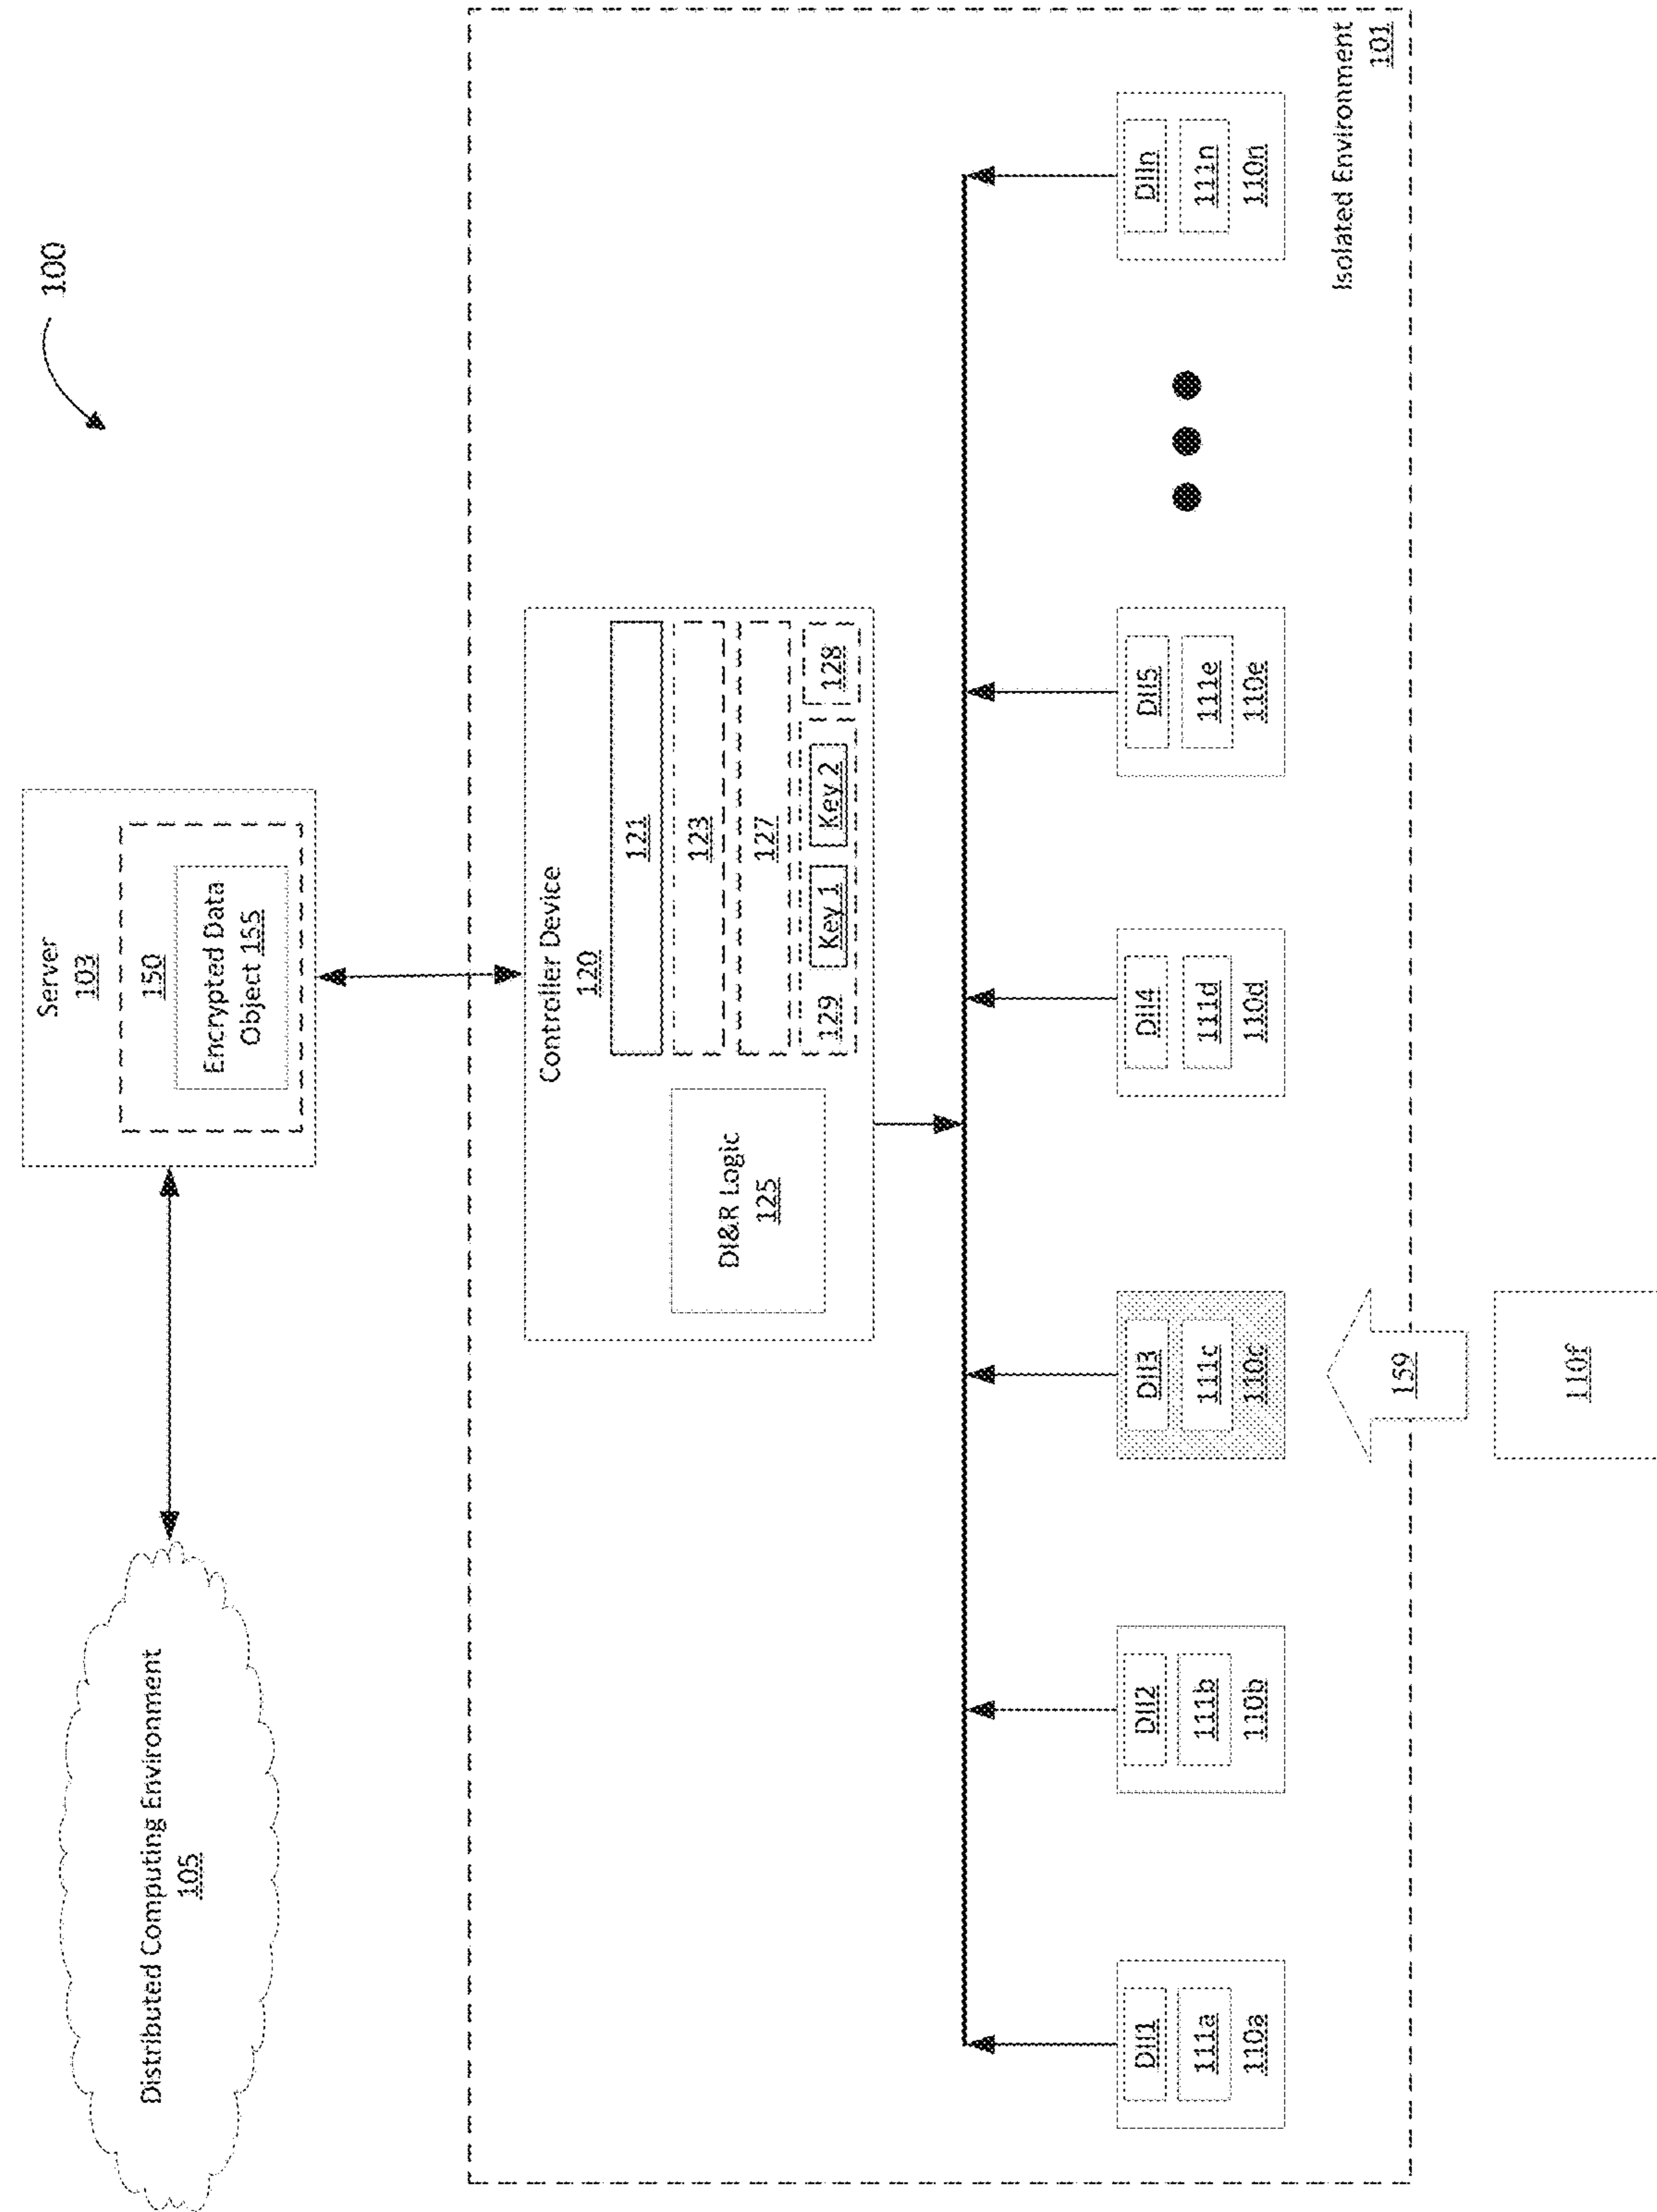 100
Distributed Computing Environment
105
Server
103
150
Encrypted Data
Object 155
Controller Device
120
DI&R Logic
125
121
123
127
129
Key 1
Key 2
128
DII1
111a
110a
DII2
111b
110b
DII3
111c
110c
DII4
111d
110d
DII5
111e
110e
DIIn
111n
110n
Isolated Environment
101
159
110f